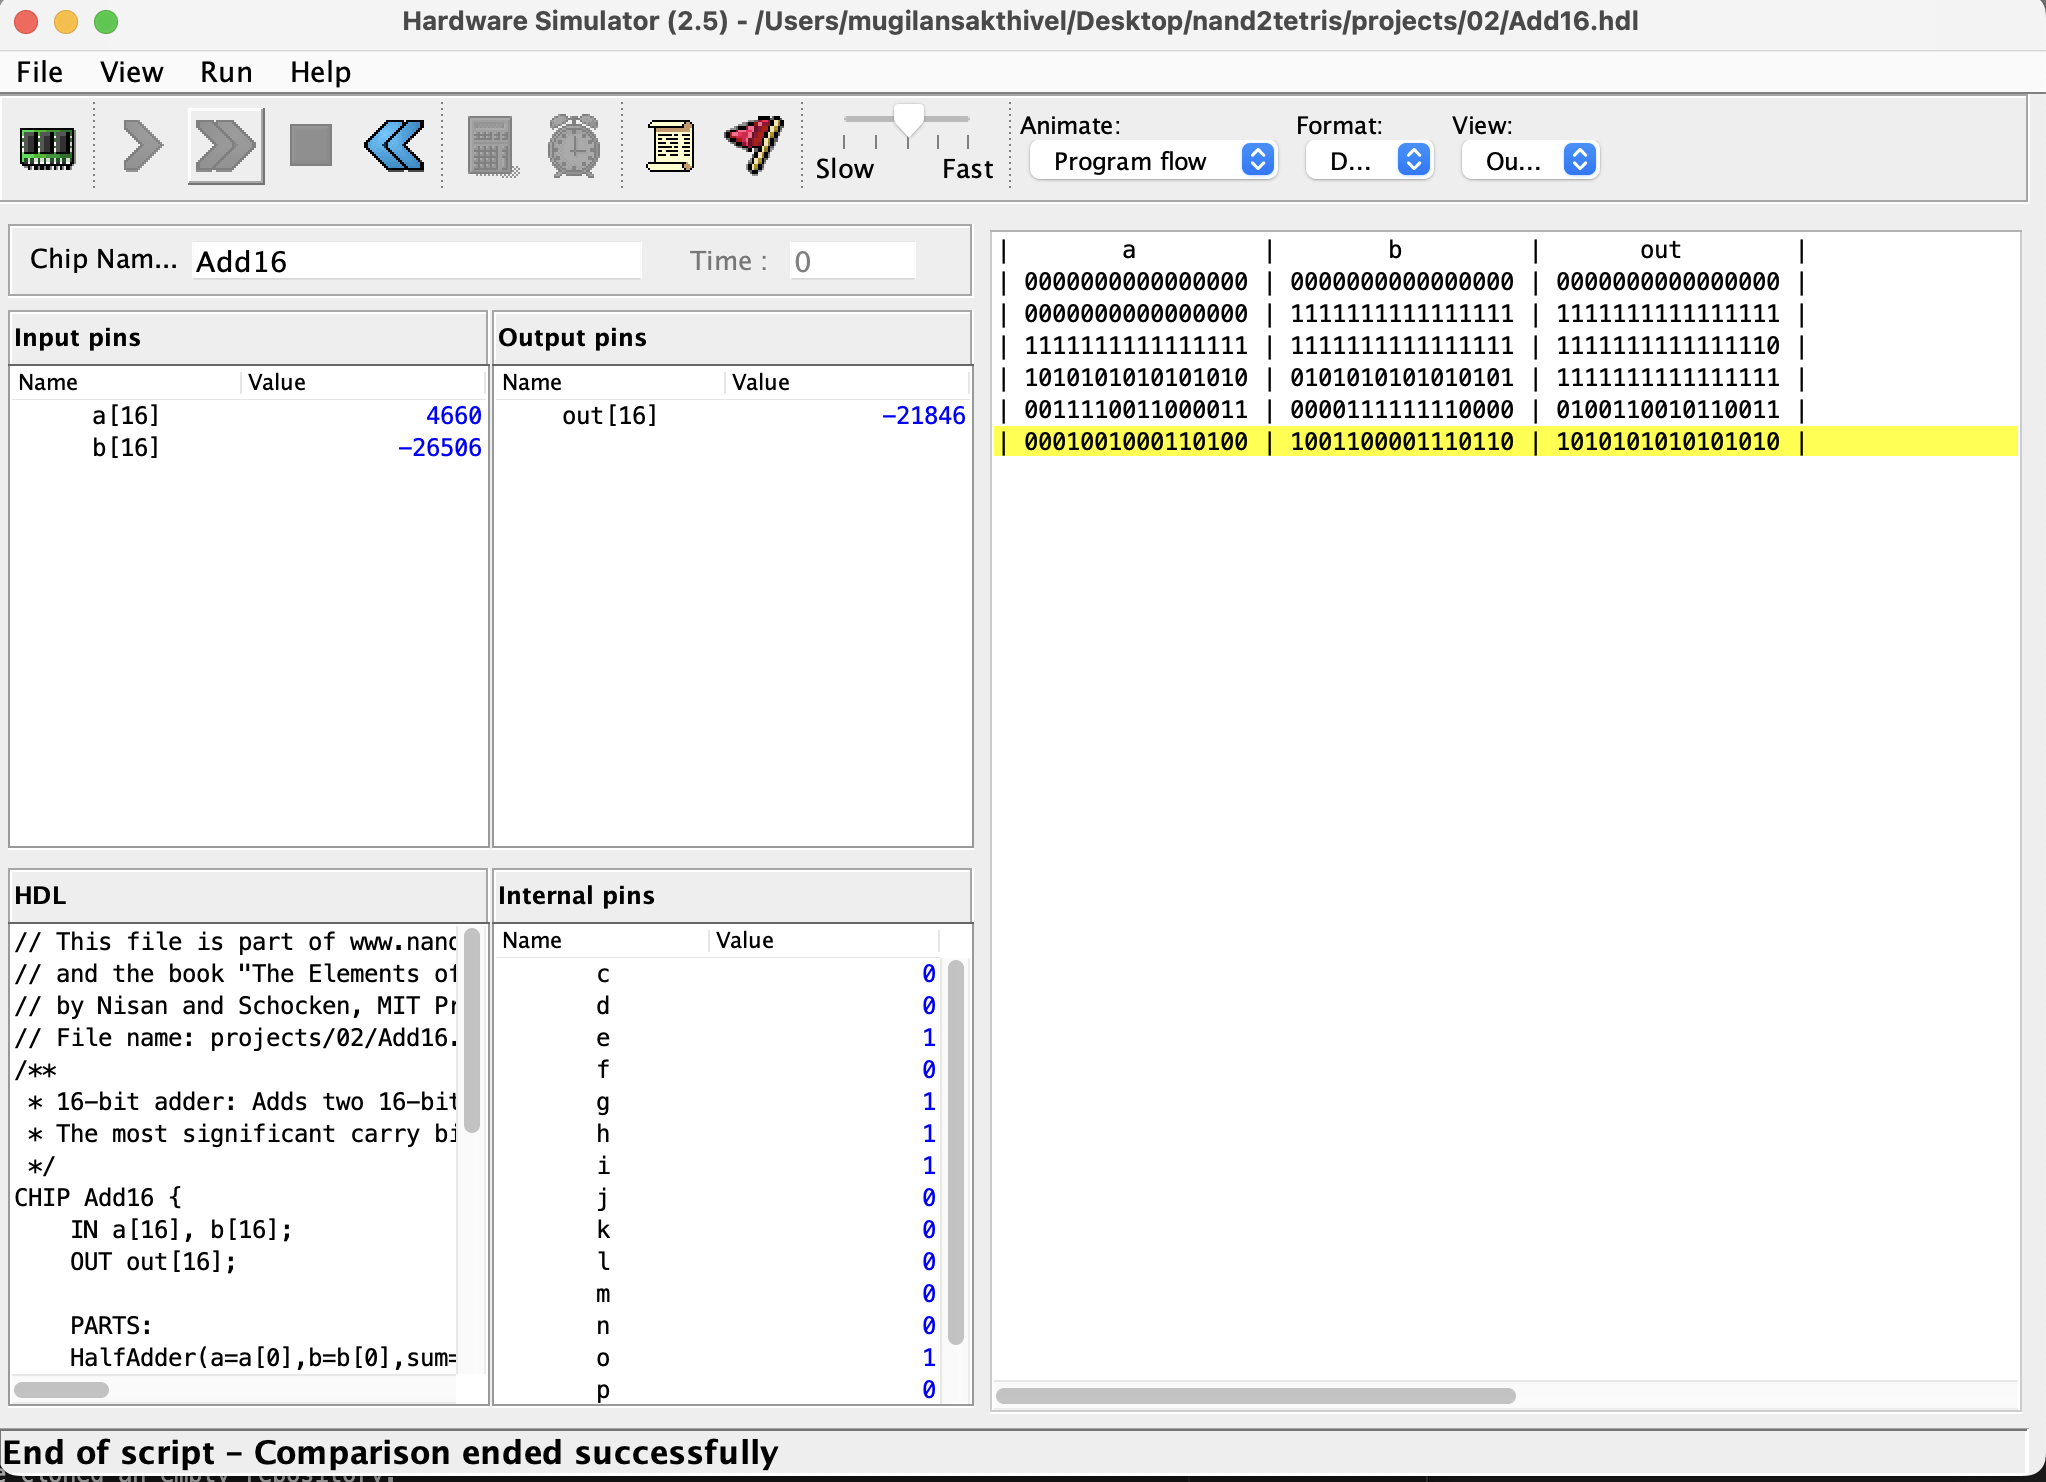 Hardware Simulator (2.5) - /Users/mugilansakthivel/Desktop/nand2tetris/projects/02/Add16.hdl
File View Run Help
Animate: Format: View:
Slow Fast Program flow D... Ou...
Chip Nam... Add16 Time : 0
Input pins
Name Value
a[16] 4660
b[16] -26506
Output pins
Name Value
out[16] -21846
| a | b | out |
| 0000000000000000 | 0000000000000000 | 0000000000000000 |
| 0000000000000000 | 1111111111111111 | 1111111111111111 |
| 1111111111111111 | 1111111111111111 | 1111111111111110 |
| 1010101010101010 | 0101010101010101 | 1111111111111111 |
| 0011110011000011 | 0000111111110000 | 0100110010110011 |
| 0001001000110100 | 1001100001110110 | 1010101010101010 |
HDL
// This file is part of www.nand
// and the book "The Elements of
// by Nisan and Schocken, MIT Pr
// File name: projects/02/Add16.
/**
* 16-bit adder: Adds two 16-bit
* The most significant carry bi
*/
CHIP Add16 {
IN a[16], b[16];
OUT out[16];
PARTS:
HalfAdder(a=a[0],b=b[0],sum=
Internal pins
Name Value
c 0
d 0
e 1
f 0
g 1
h 1
i 1
j 0
k 0
l 0
m 0
n 0
o 1
p 0
End of script - Comparison ended successfully
cloned an empty repository.